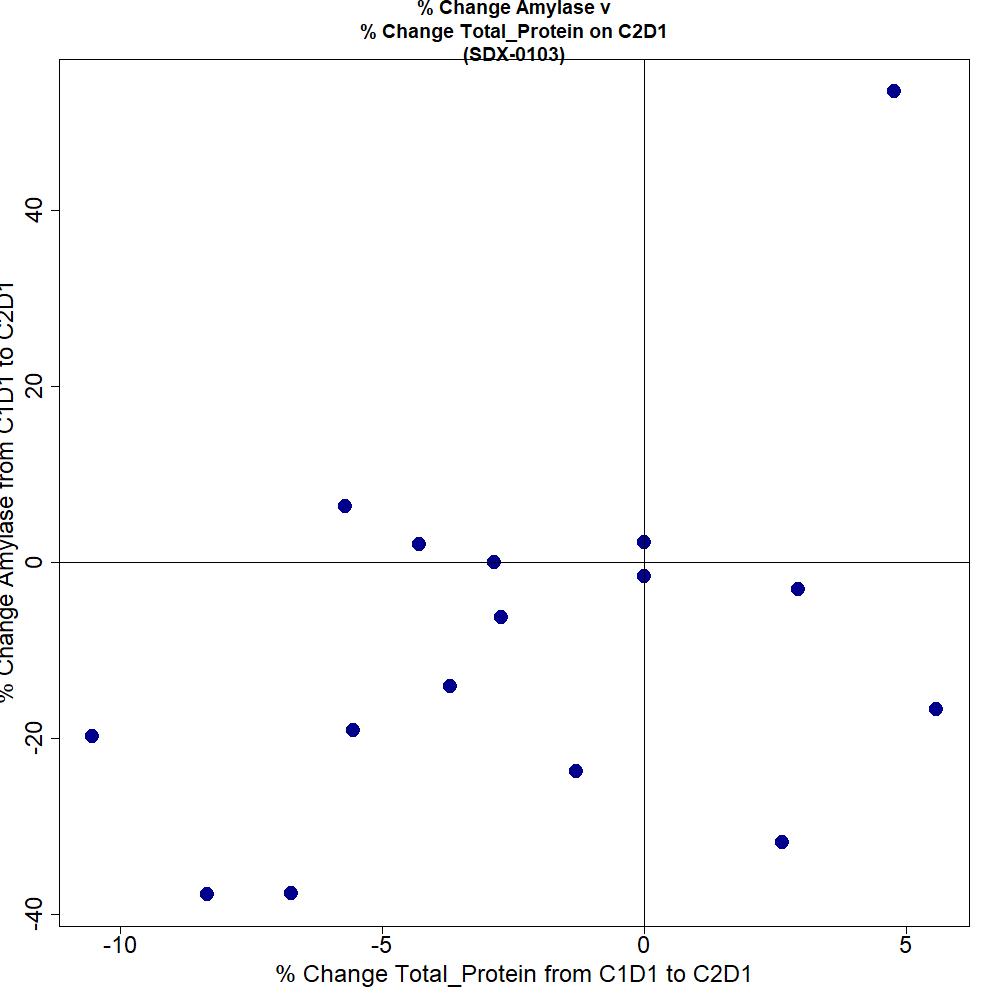 % Change Amylase v
% Change Total_Protein on C2D1
(SDX-0103)
% Change Amylase from C1D1 to C2D1
40
20
0
-20
-40
-10
-5
0
5
% Change Total_Protein from C1D1 to C2D1